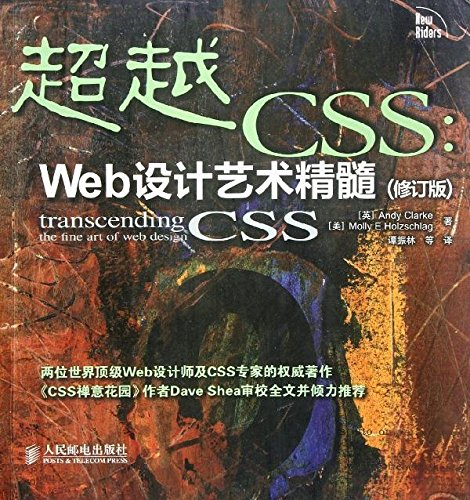 New
Riders
超越
CSS:
Web设计艺术精髓(修订版)
transcending
CSS
the fine art of web design
[英] Andy Clarke
[美] Molly E Holzschlag 著
谭振林 等 译
两位世界顶级Web设计师及CSS专家的权威著作
《CSS禅意花园》作者Dave Shea审校全文并倾力推荐
人民邮电出版社
POSTS & TELECOM PRESS